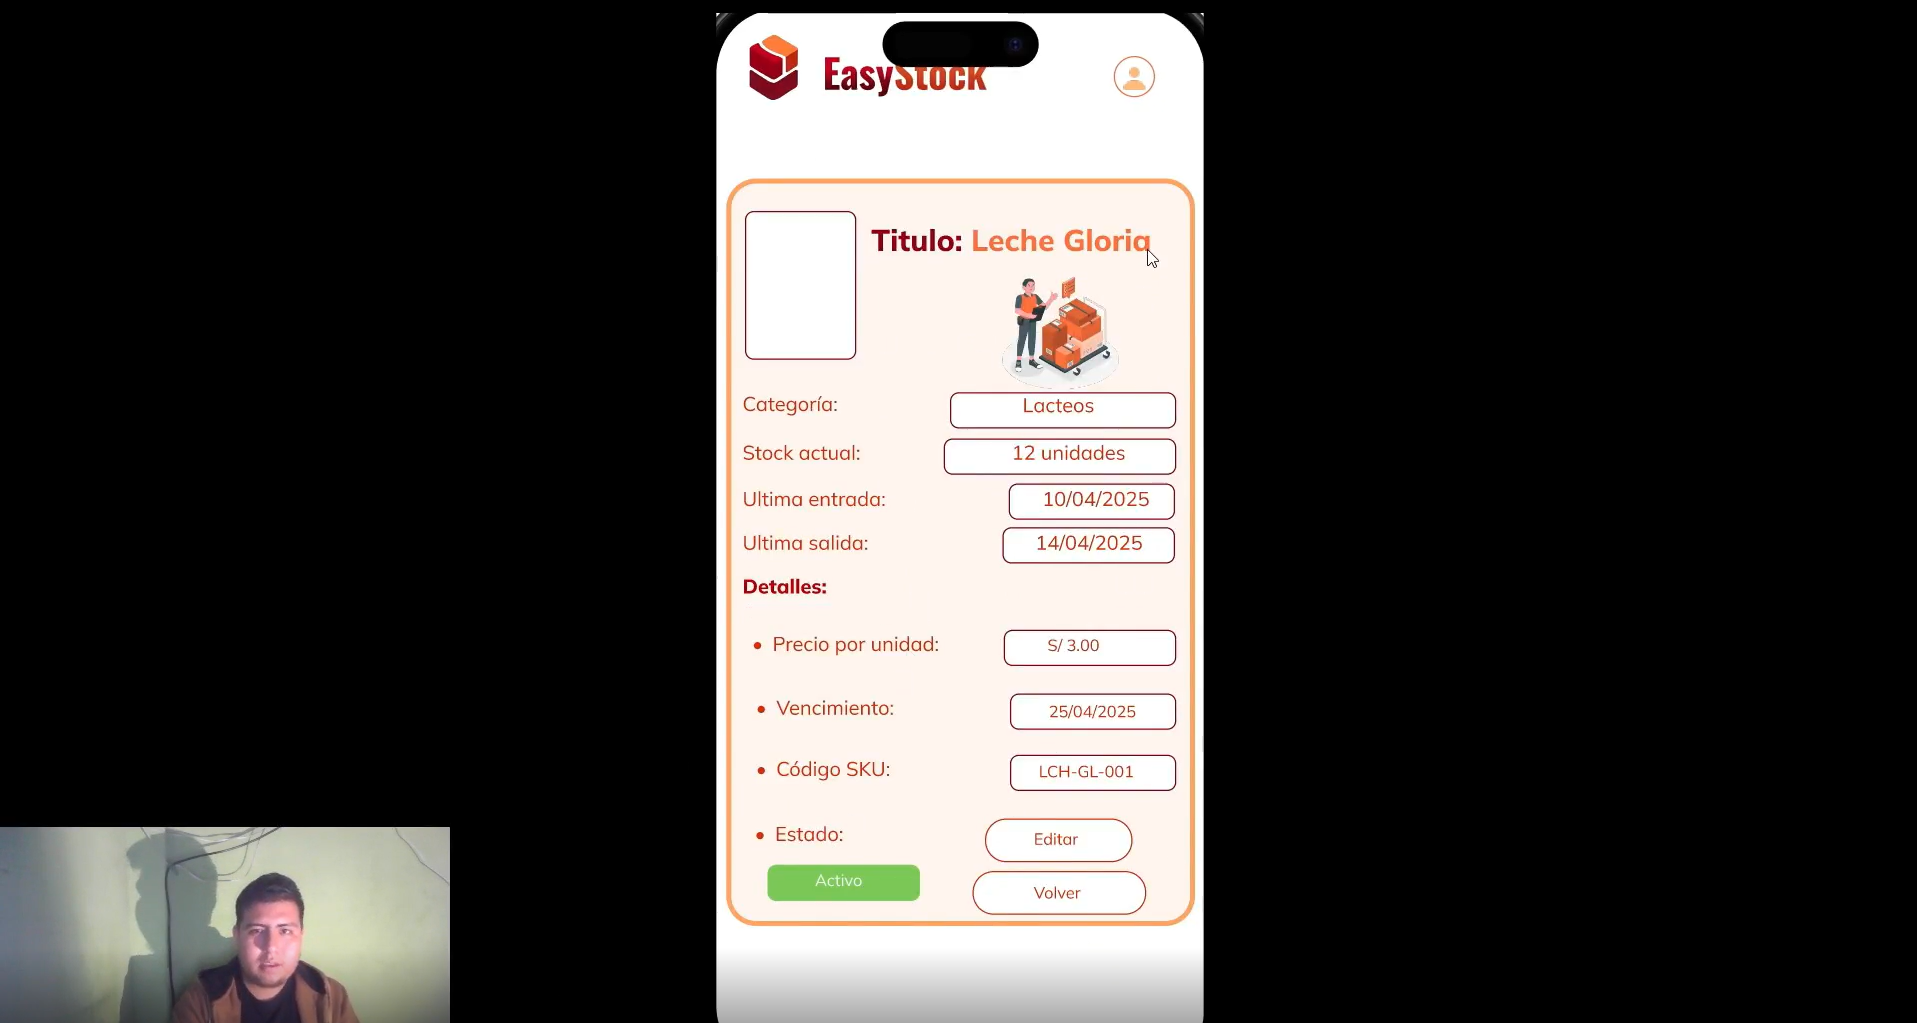 EasyStock
Titulo: Leche Gloria
Categoría: Lacteos
Stock actual: 12 unidades
Ultima entrada: 10/04/2025
Ultima salida: 14/04/2025
Detalles:
• Precio por unidad: S/ 3.00
• Vencimiento: 25/04/2025
• Código SKU: LCH-GL-001
• Estado: Editar
Activo
Volver